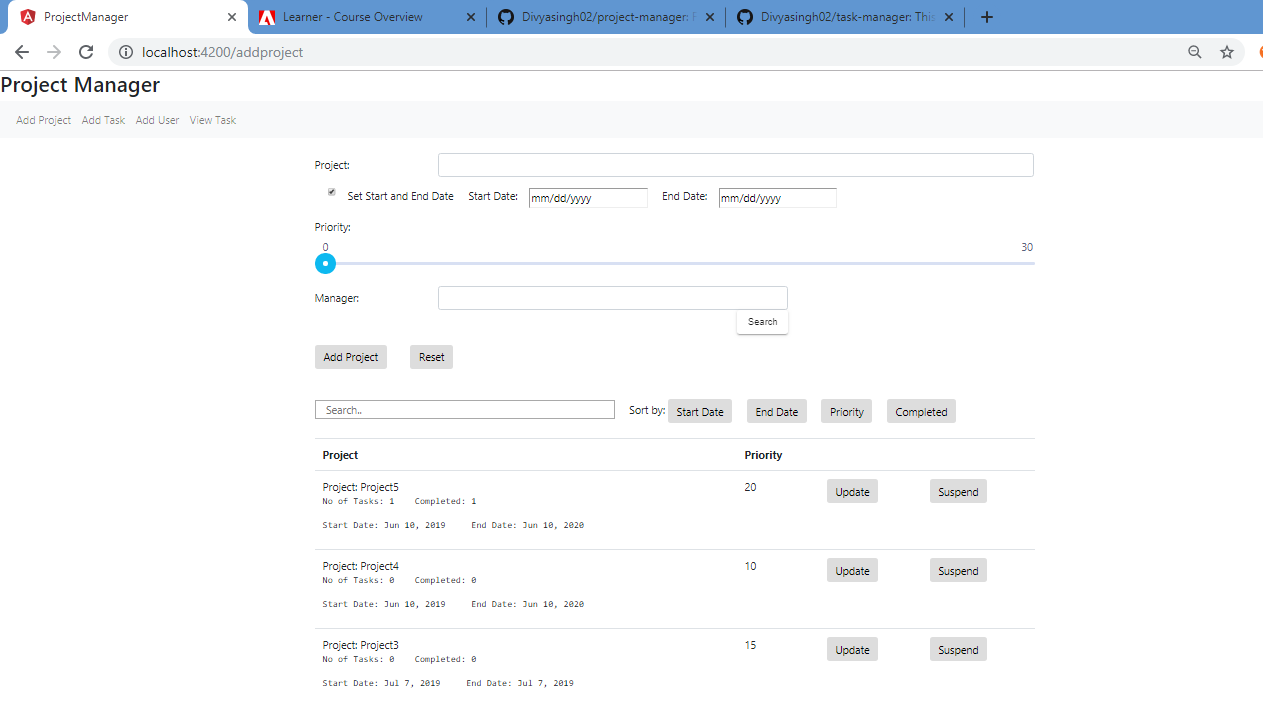 ProjectManager Learner - Course Overview Divyasingh02/project-manager: Divyasingh02/task-manager: This
localhost:4200/addproject
Project Manager
Add Project Add Task Add User View Task
Project:
Set Start and End Date Start Date: mm/dd/yyyy End Date: mm/dd/yyyy
Priority:
0 30
Manager:
Search
Add Project Reset
Search.. Sort by: Start Date End Date Priority Completed
Project Priority
Project: Project5 20 Update Suspend
No of Tasks: 1 Completed: 1
Start Date: Jun 10, 2019 End Date: Jun 10, 2020
Project: Project4 10 Update Suspend
No of Tasks: 0 Completed: 0
Start Date: Jun 10, 2019 End Date: Jun 10, 2020
Project: Project3 15 Update Suspend
No of Tasks: 0 Completed: 0
Start Date: Jul 7, 2019 End Date: Jul 7, 2019